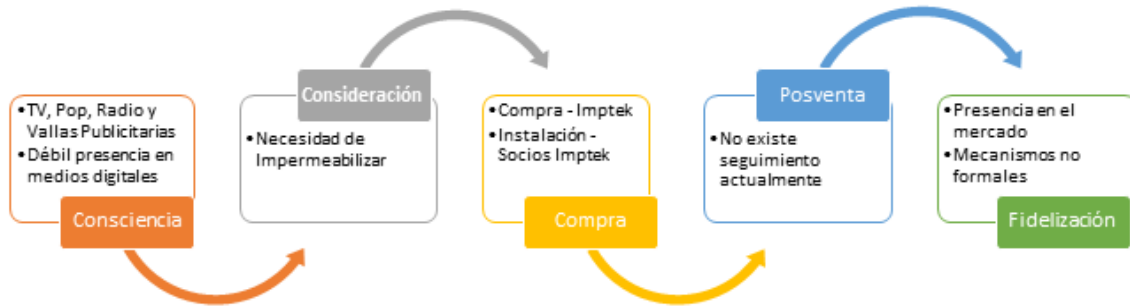 •TV, Pop, Radio y
Vallas Publicitarias
•Débil presencia en
medios digitales
Consciencia
Consideración
•Necesidad de
Impermeabilizar
•Compra - Imptek
•Instalación -
Socios Imptek
Compra
Posventa
•No existe
seguimiento
actualmente
•Presencia en el
mercado
•Mecanismos no
formales
Fidelización